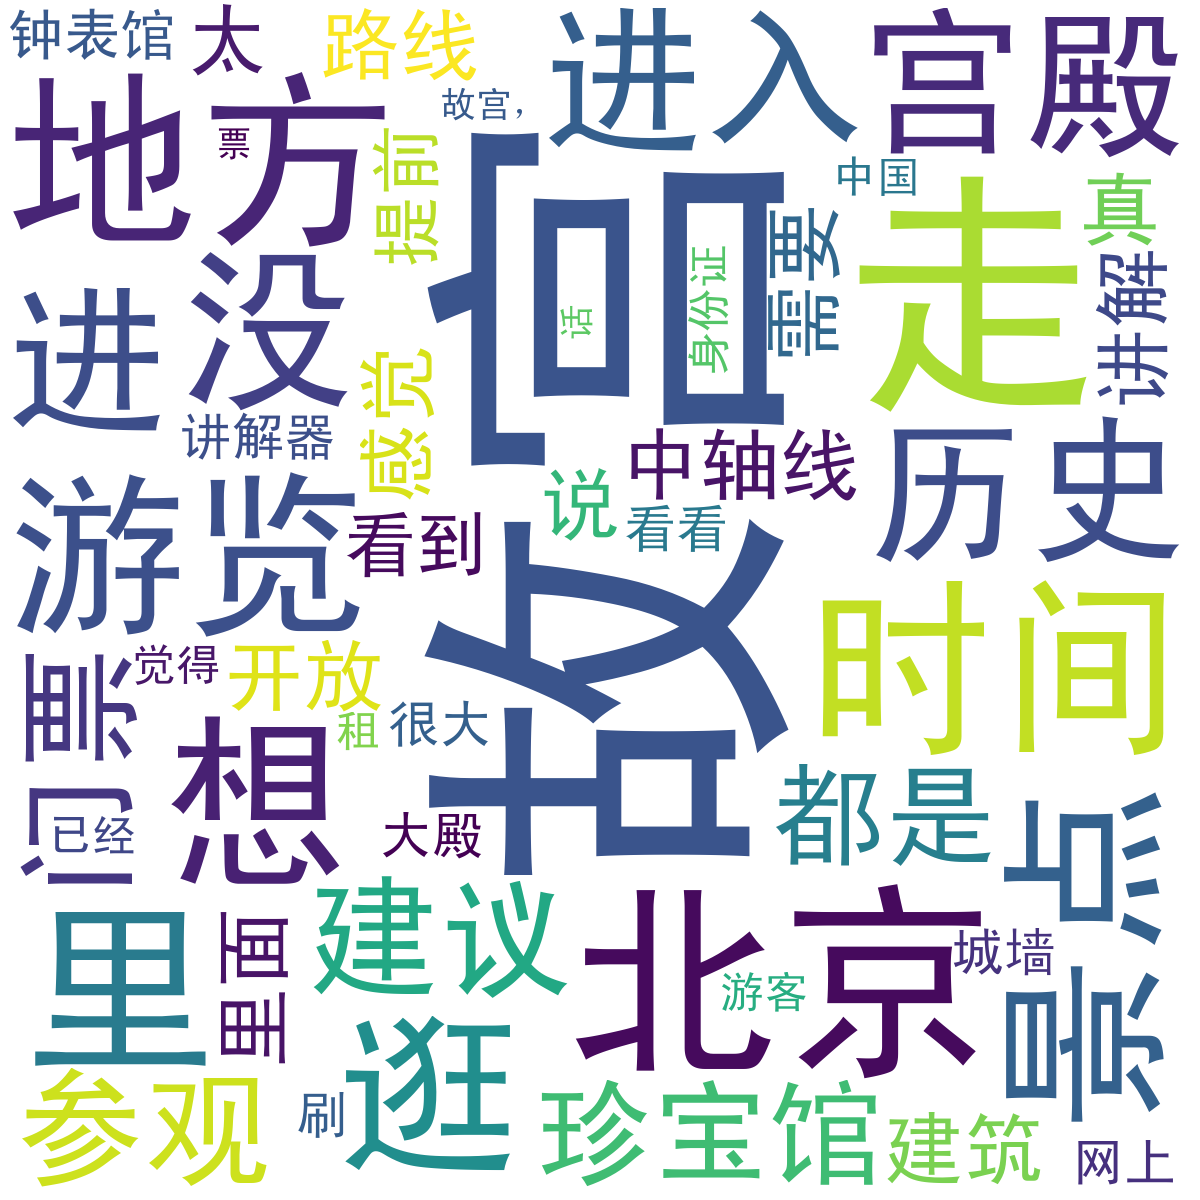 钟表馆
太
路线
进入
宫殿
地方
票
故宫，
提前
中国
真
需要
走
讲解
没
进
故宫
身份证
话
感觉
讲解器
历史
中轴线
游览
说
看看
看到
时间
门票
觉得
开放
租
很大
想
已经
大殿
都是
景点
建议
北京
里
里面
城墙
游客
逛
参观
刷
珍宝馆
建筑
网上